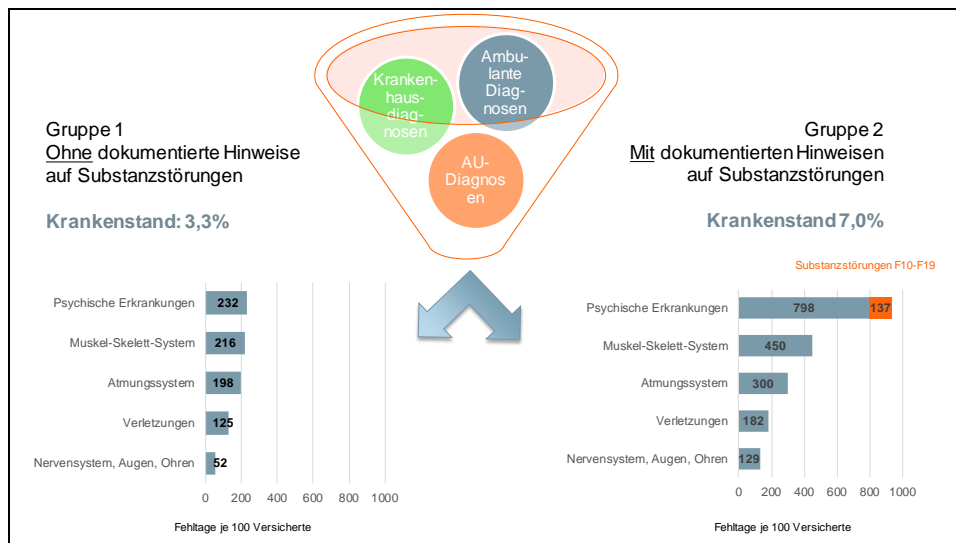 Kranken-
haus-
diag-
nosen
Ambu-
lante
Diag-
nosen
AU-
Diagnos
en
Gruppe 1
Ohne dokumentierte Hinweise
auf Substanzstörungen
Krankenstand: 3,3%
Gruppe 2
Mit dokumentierten Hinweisen
auf Substanzstörungen
Krankenstand 7,0%
Psychische Erkrankungen 232
Muskel-Skelett-System 216
Atmungssystem 198
Verletzungen 125
Nervensystem, Augen, Ohren 52
0 200 400 600 800 1000
Fehltage je 100 Versicherte
Substanzstörungen F10-F19
Psychische Erkrankungen 798 137
Muskel-Skelett-System 450
Atmungssystem 300
Verletzungen 182
Nervensystem, Augen, Ohren 129
0 200 400 600 800 1000
Fehltage je 100 Versicherte